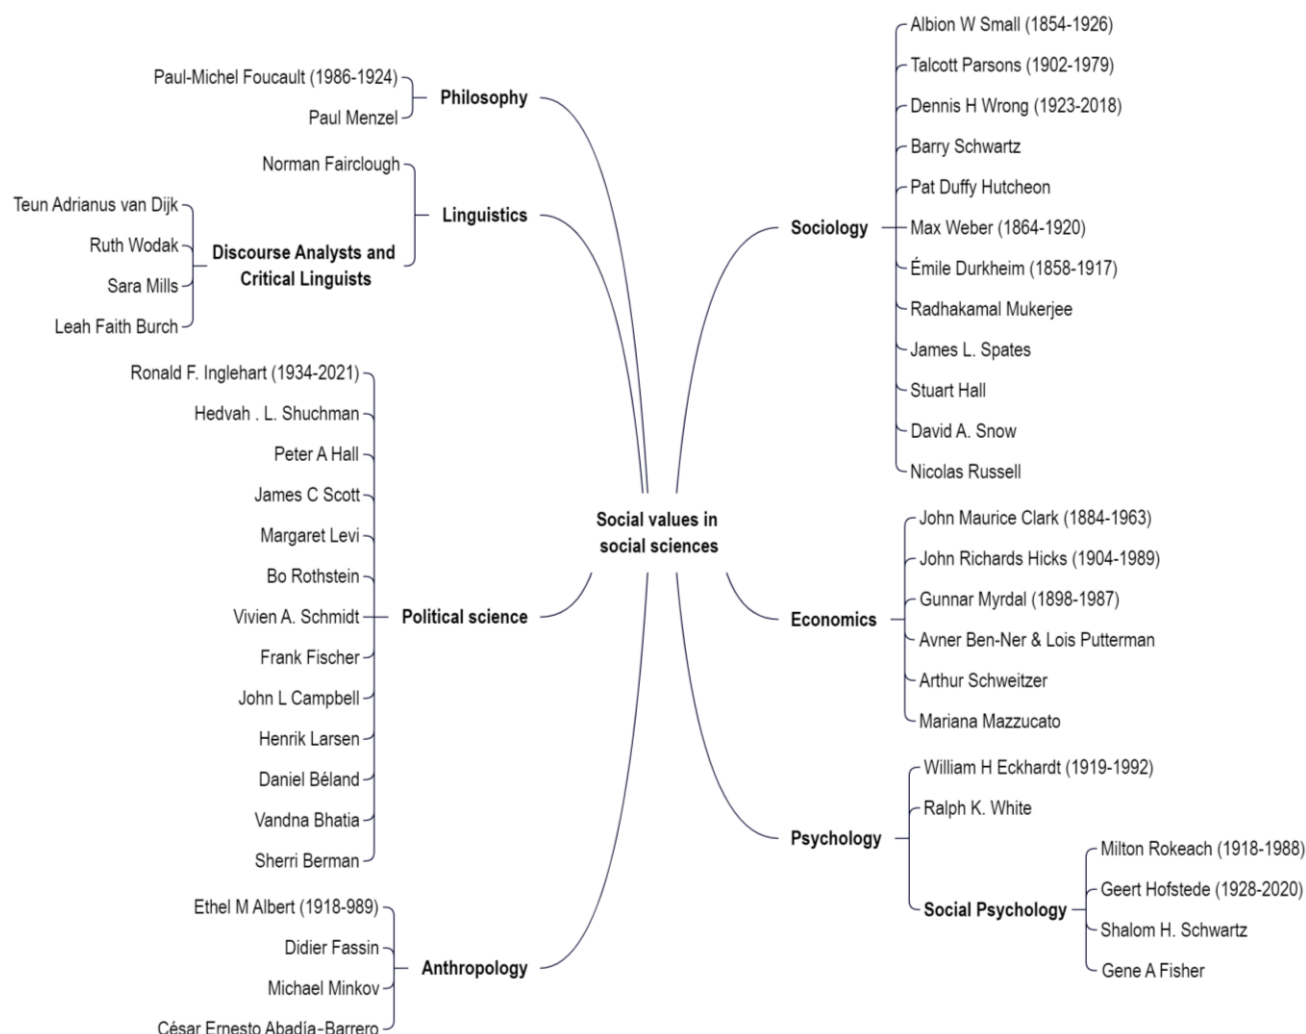 Social values in
social sciences
Philosophy
Paul-Michel Foucault (1986-1924)
Paul Menzel
Linguistics
Norman Fairclough
Discourse Analysts and
Critical Linguists
Teun Adrianus van Dijk
Ruth Wodak
Sara Mills
Leah Faith Burch
Political science
Ronald F. Inglehart (1934-2021)
Hedvah . L. Shuchman
Peter A Hall
James C Scott
Margaret Levi
Bo Rothstein
Vivien A. Schmidt
Frank Fischer
John L Campbell
Henrik Larsen
Daniel Béland
Vandna Bhatia
Sherri Berman
Anthropology
Ethel M Albert (1918-989)
Didier Fassin
Michael Minkov
César Ernesto Abadía-Barrero
Sociology
Albion W Small (1854-1926)
Talcott Parsons (1902-1979)
Dennis H Wrong (1923-2018)
Barry Schwartz
Pat Duffy Hutcheon
Max Weber (1864-1920)
Émile Durkheim (1858-1917)
Radhakamal Mukerjee
James L. Spates
Stuart Hall
David A. Snow
Nicolas Russell
Economics
John Maurice Clark (1884-1963)
John Richards Hicks (1904-1989)
Gunnar Myrdal (1898-1987)
Avner Ben-Ner & Lois Putterman
Arthur Schweitzer
Mariana Mazzucato
Psychology
William H Eckhardt (1919-1992)
Ralph K. White
Social Psychology
Milton Rokeach (1918-1988)
Geert Hofstede (1928-2020)
Shalom H. Schwartz
Gene A Fisher